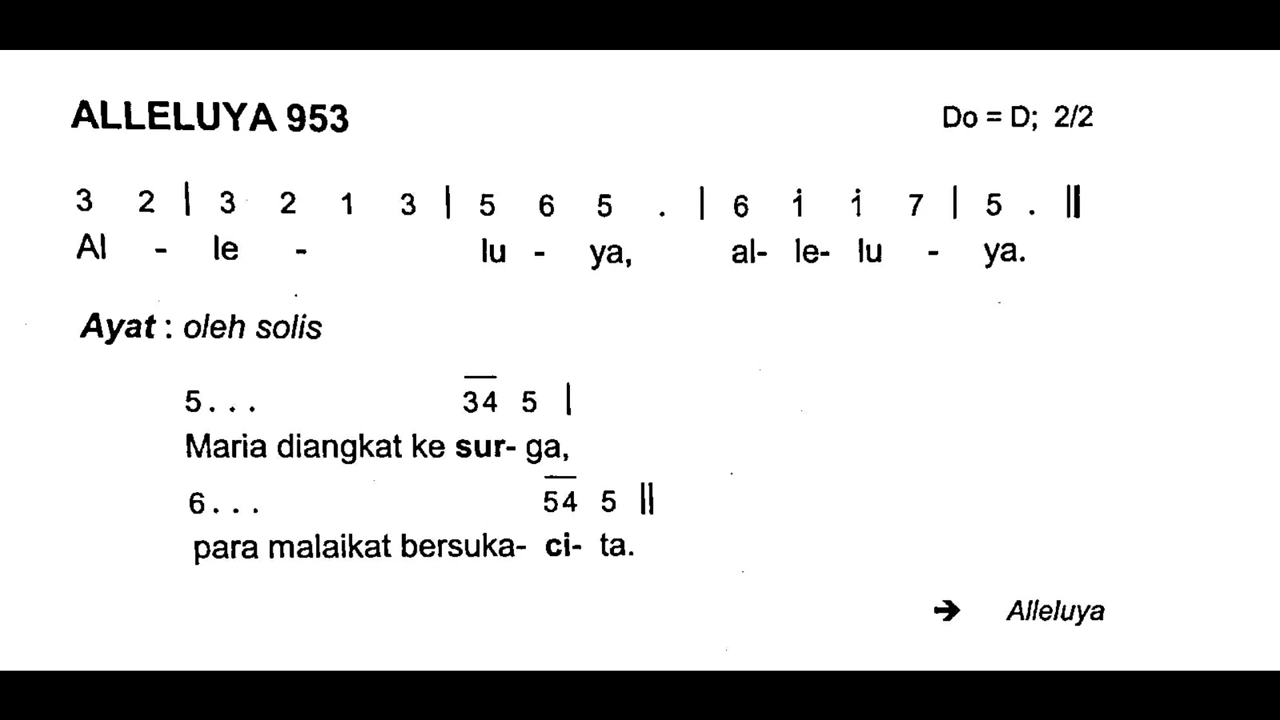 ALLELUYA 953 Do = D; 2/2
3 2 | 3 2 1 3 | 5 6 5 . | 6 i i 7 | 5 . ||
Al - le - lu - ya, al- le- lu - ya.
Ayat : oleh solis
5 . . . 34 5 |
Maria diangkat ke sur- ga,
6 . . . 54 5 ||
para malaikat bersuka- ci- ta.
→ Alleluya